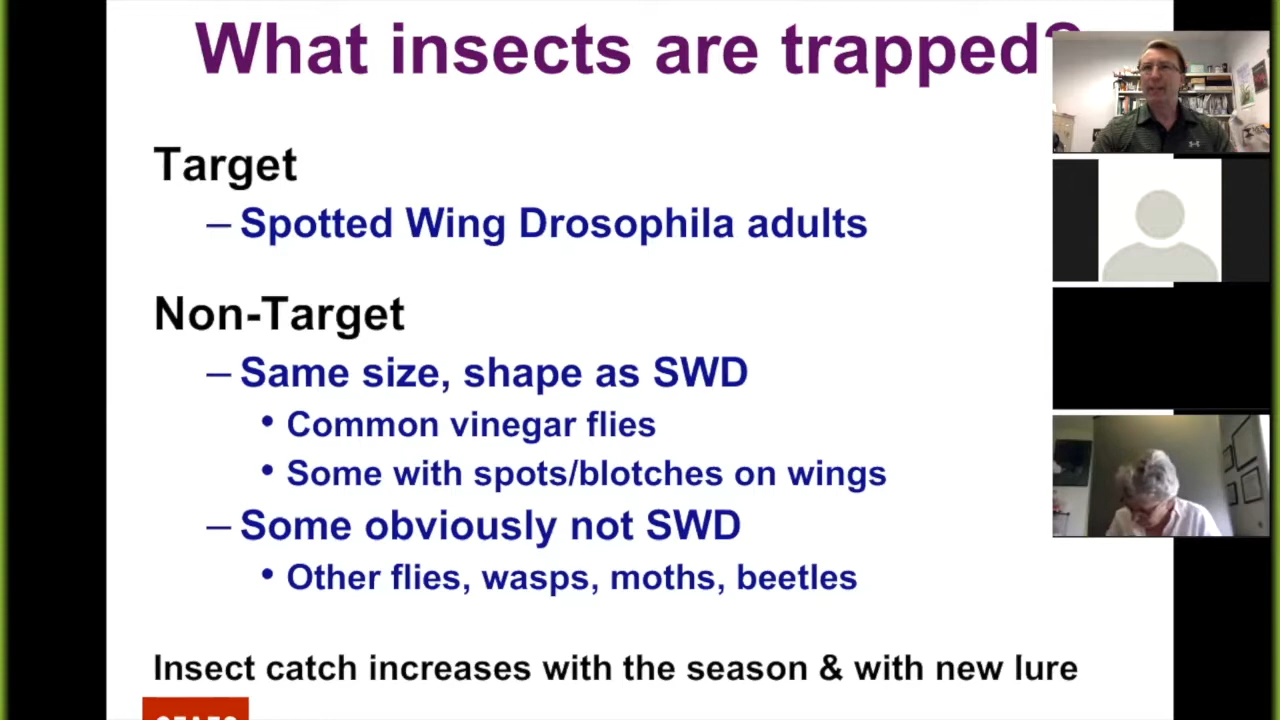 What insects are trapped?
Target
– Spotted Wing Drosophila adults
Non-Target
– Same size, shape as SWD
• Common vinegar flies
• Some with spots/blotches on wings
– Some obviously not SWD
• Other flies, wasps, moths, beetles
Insect catch increases with the season & with new lure